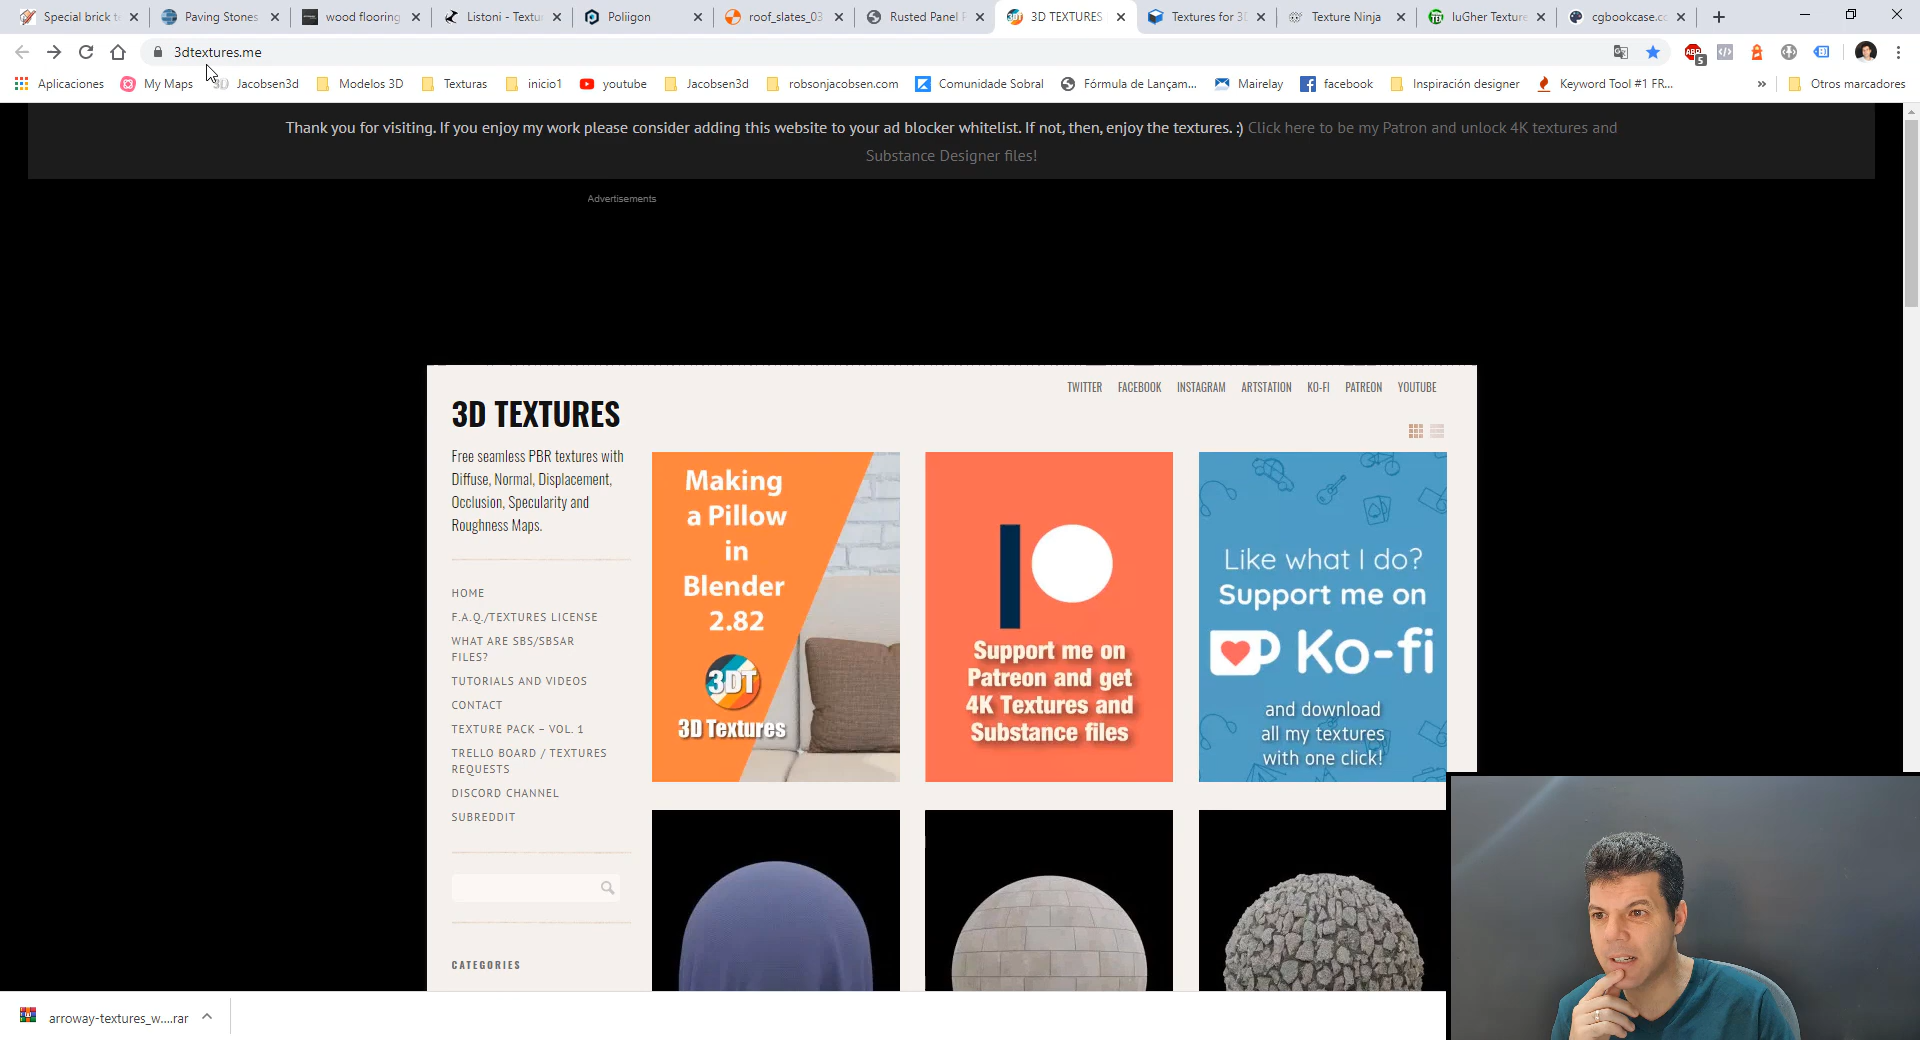 Special brick t
Paving Stones
wood flooring
Listoni - Textu
Poliigon
roof_slates_03
Rusted Panel P
3D TEXTURES
Textures for 3D
Texture Ninja
luGher Texture
cgbookcase.co
3dtextures.me
ABP
5
Aplicaciones
My Maps
Jacobsen3d
Modelos 3D
Texturas
inicio1
youtube
Jacobsen3d
robsonjacobsen.com
Comunidade Sobral
Fórmula de Lançam...
Mairelay
facebook
Inspiración designer
Keyword Tool #1 FR...
»
Otros marcadores
Thank you for visiting. If you enjoy my work please consider adding this website to your ad blocker whitelist. If not, then, enjoy the textures. :) Click here to be my Patron and unlock 4K textures and
Substance Designer files!
Advertisements
TWITTER FACEBOOK INSTAGRAM ARTSTATION KO-FI PATREON YOUTUBE
3D TEXTURES
Free seamless PBR textures with
Diffuse, Normal, Displacement,
Occlusion, Specularity and
Roughness Maps.
HOME
F.A.Q./TEXTURES LICENSE
WHAT ARE SBS/SBSAR
FILES?
TUTORIALS AND VIDEOS
CONTACT
TEXTURE PACK – VOL. 1
TRELLO BOARD / TEXTURES
REQUESTS
DISCORD CHANNEL
SUBREDDIT
CATEGORIES
Making
a Pillow
in
Blender
2.82
3DT
3D Textures
Support me on
Patreon and get
4K Textures and
Substance files
Like what I do?
Support me on
Ko-fi
and download
all my textures
with one click!
arroway-textures_w....rar